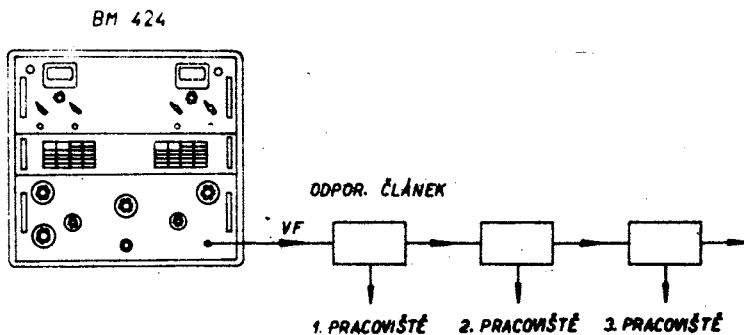 BM 424
ODPOR. ČLÁNEK
VF
1. PRACOVIŠTĚ 2. PRACOVIŠTĚ 3. PRACOVIŠTĚ